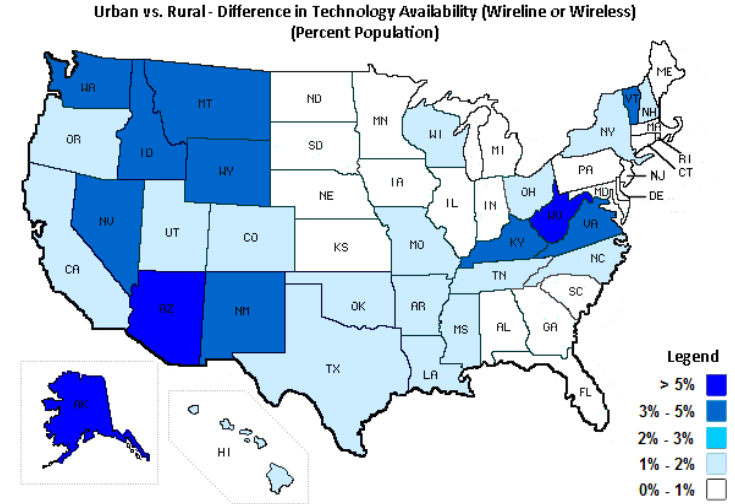 Urban vs. Rural - Difference in Technology Availability (Wireline or Wireless)
(Percent Population)
WA
MT
ND
MN
ME
OR
ID
WY
SD
WI
MI
VT
NH
NY
MA
RI
CT
NV
UT
CO
NE
IA
IL
IN
OH
PA
NJ
MD
DE
CA
KS
MO
KY
WV
VA
AZ
NM
OK
AR
TN
NC
SC
TX
LA
MS
AL
GA
FL
AK
HI
Legend
> 5%
3% - 5%
2% - 3%
1% - 2%
0% - 1%